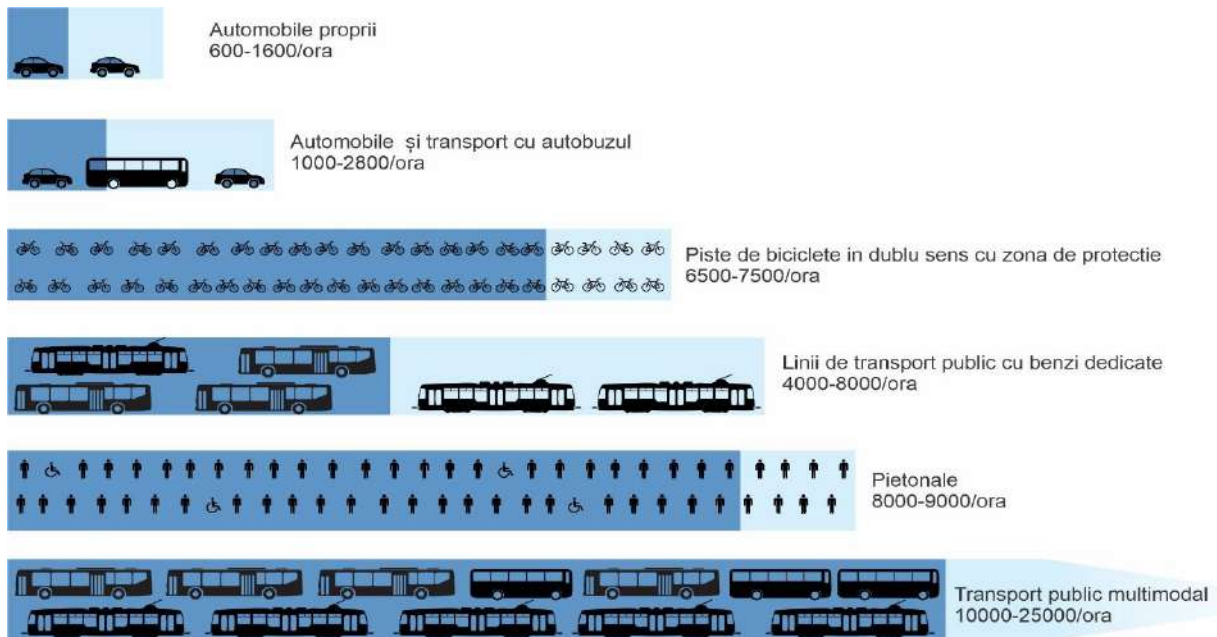 Automobile proprii
600-1600/ora
Automobile și transport cu autobuzul
1000-2800/ora
Piste de biciclete in dublu sens cu zona de protectie
6500-7500/ora
Linii de transport public cu benzi dedicate
4000-8000/ora
Pietonale
8000-9000/ora
Transport public multimodal
10000-25000/ora